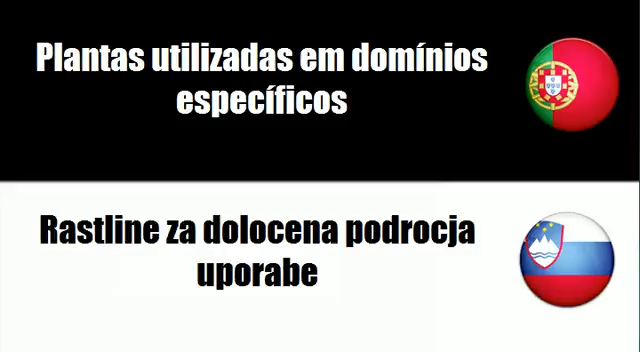 Plantas utilizadas em domínios
específicos
Rastline za dolocena podrocja
uporabe